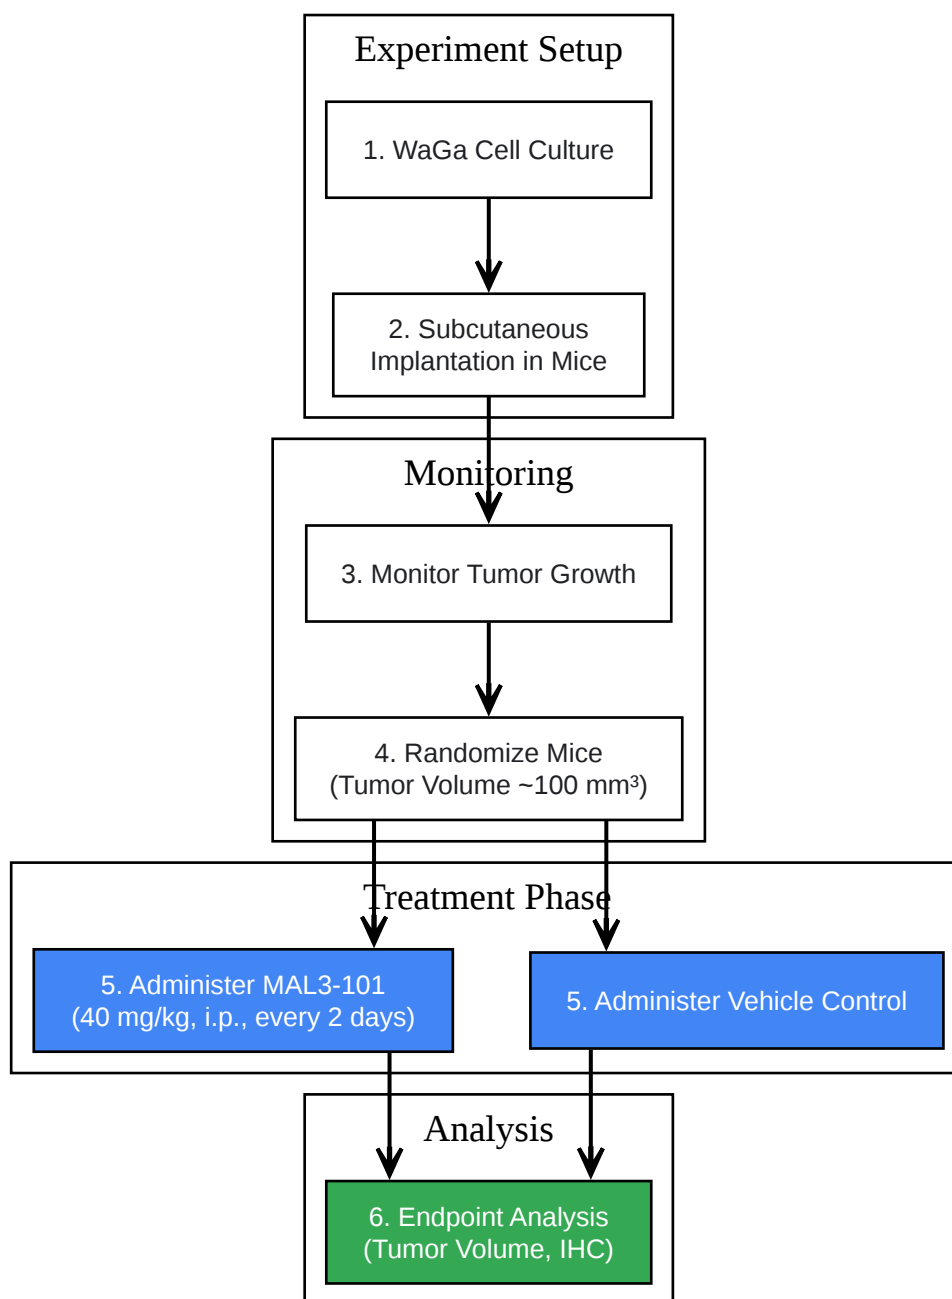 Experiment Setup
1. WaGa Cell Culture
2. Subcutaneous
Implantation in Mice
Monitoring
3. Monitor Tumor Growth
4. Randomize Mice
(Tumor Volume ~100 mm³)
Treatment Phase
5. Administer MAL3-101
(40 mg/kg, i.p., every 2 days)
5. Administer Vehicle Control
Analysis
6. Endpoint Analysis
(Tumor Volume, IHC)